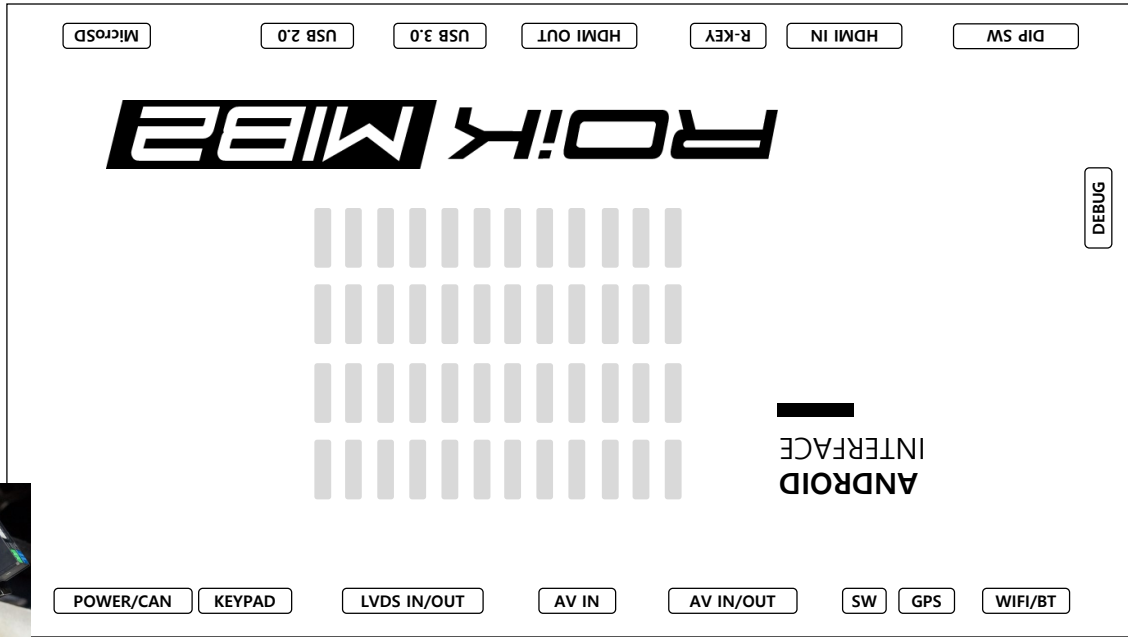 MicroSD
USB 2.0
USB 3.0
HDMI OUT
R-KEY
HDMI IN
DIP SW
ROiK MIB2
DEBUG
ANDROID
INTERFACE
POWER/CAN
KEYPAD
LVDS IN/OUT
AV IN
AV IN/OUT
SW
GPS
WIFI/BT